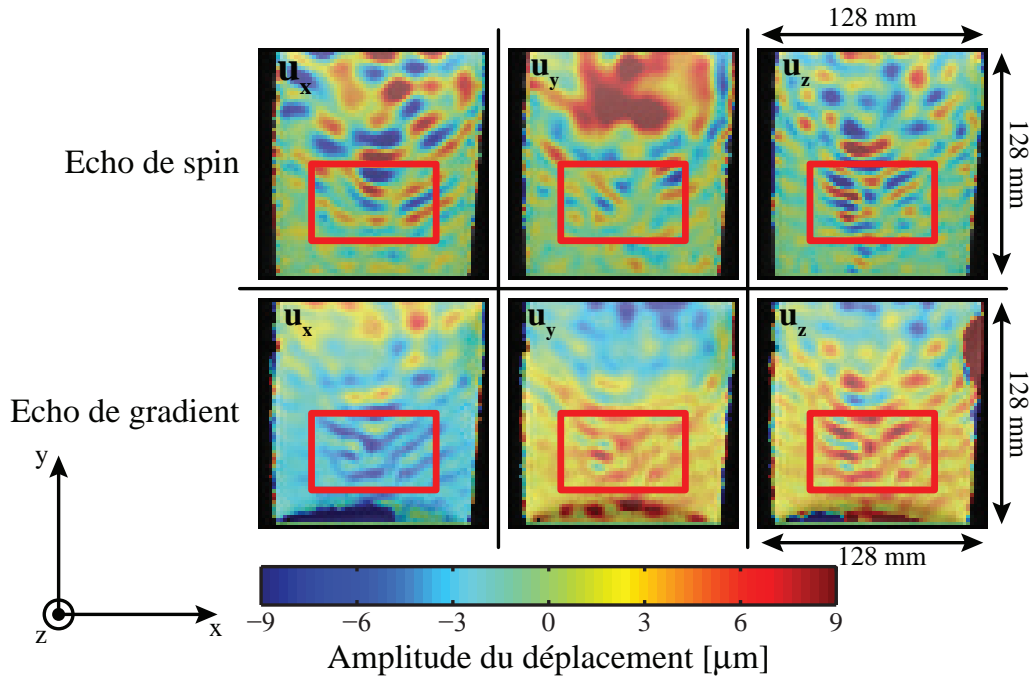 128 mm
u_x
u_y
u_z
Echo de spin
128 mm
u_x
u_y
u_z
Echo de gradient
128 mm
y
z
x
128 mm
−9 −6 −3 0 3 6 9
Amplitude du déplacement [μm]